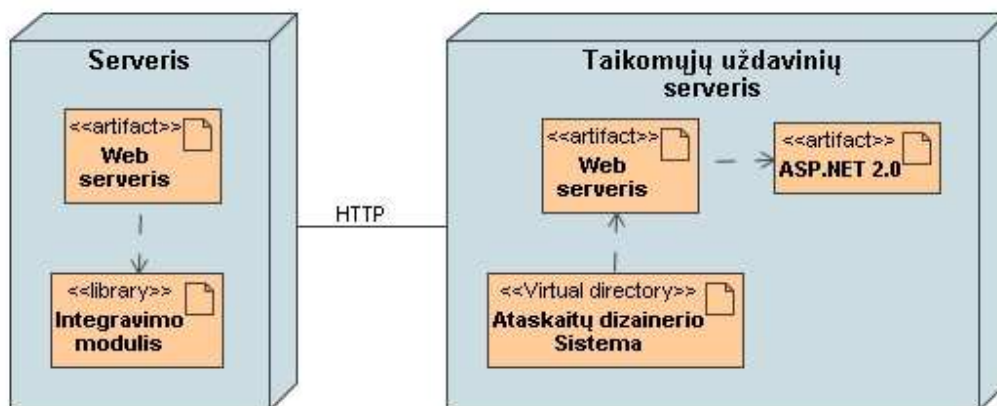 Serveris
<<artifact>>
Web
serveris
<<library>>
Integravimo
modulis
HTTP
Taikomųjų uždavinių
serveris
<<artifact>>
Web
serveris
<<artifact>>
ASP.NET 2.0
<<Virtual directory>>
Ataskaitų dizainerio
Sistema